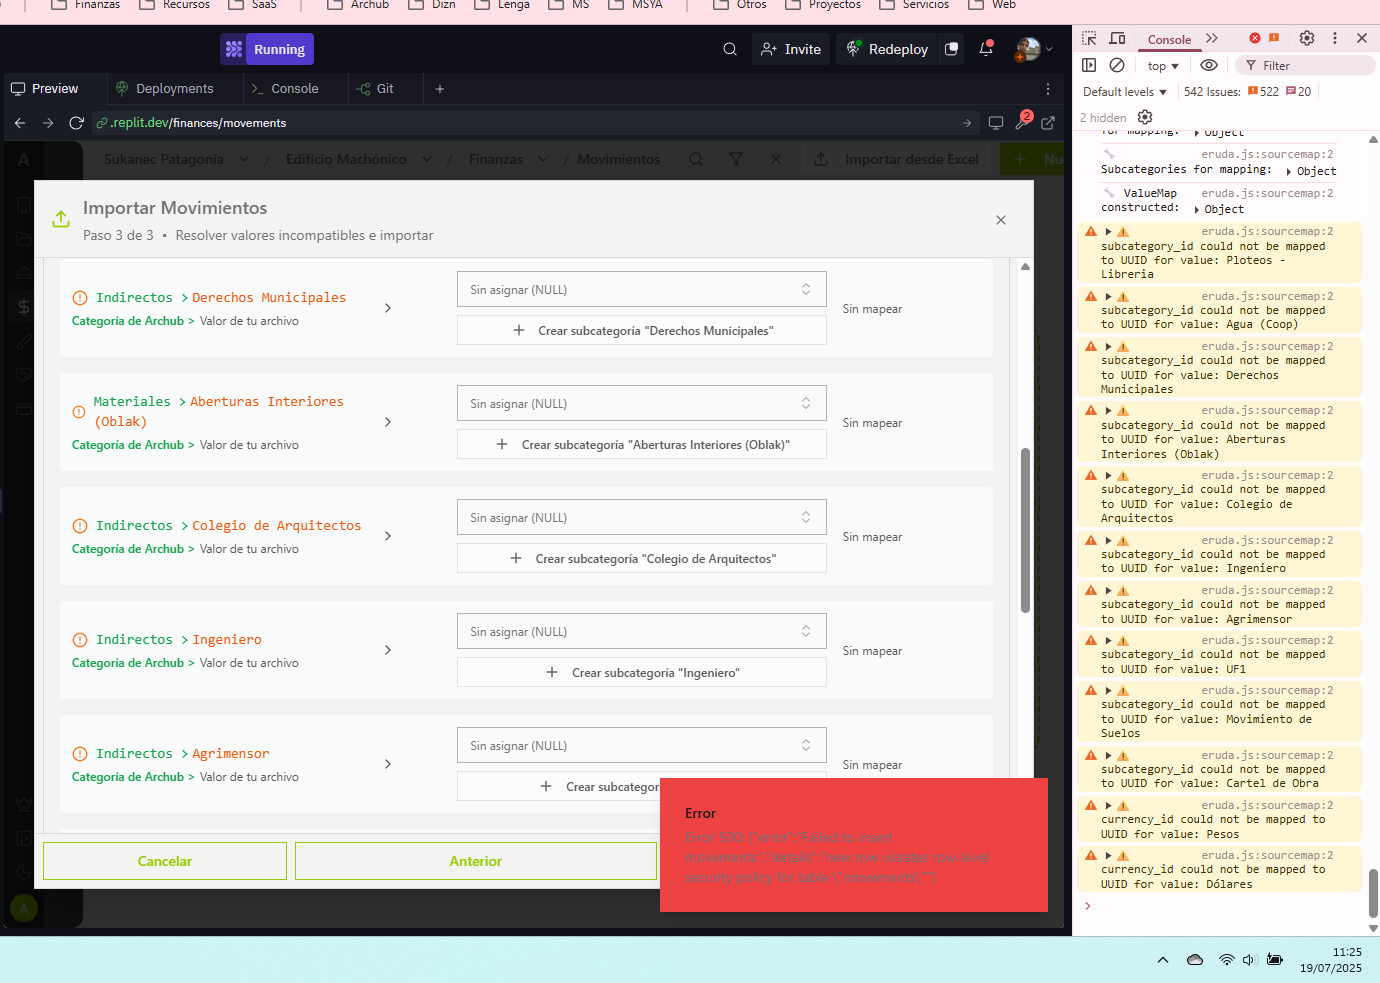 Finanzas
Recursos
SaaS
Archub
Dizn
Lenga
MS
MSYA
Otros
Proyectos
Servicios
Web
Running
Invite
Redeploy
Preview
Deployments
Console
Git
.replit.dev/finances/movements
2
A
Sukanec Patagonia
/
Edificio Machónico
/
Finanzas
/
Movimientos
Importar desde Excel
Nu
Importar Movimientos
Paso 3 de 3 • Resolver valores incompatibles e importar
Indirectos > Derechos Municipales
Categoría de Archub > Valor de tu archivo
Sin asignar (NULL)
Crear subcategoría "Derechos Municipales"
Sin mapear
Materiales > Aberturas Interiores
(Oblak)
Categoría de Archub > Valor de tu archivo
Sin asignar (NULL)
Crear subcategoría "Aberturas Interiores (Oblak)"
Sin mapear
Indirectos > Colegio de Arquitectos
Categoría de Archub > Valor de tu archivo
Sin asignar (NULL)
Crear subcategoría "Colegio de Arquitectos"
Sin mapear
Indirectos > Ingeniero
Categoría de Archub > Valor de tu archivo
Sin asignar (NULL)
Crear subcategoría "Ingeniero"
Sin mapear
Indirectos > Agrimensor
Categoría de Archub > Valor de tu archivo
Sin asignar (NULL)
Crear subcategor
Sin mapear
Cancelar
Anterior
Error
Error 500: {"error":"Failed to insert
movements","details":"new row violates row-level
security policy for table \"movements\""}
A
Console
top
Filter
Default levels
542 Issues:
522
20
2 hidden
for mapping: Object
eruda.js:sourcemap:2
Subcategories for mapping: Object
ValueMap eruda.js:sourcemap:2
constructed: Object
eruda.js:sourcemap:2
subcategory_id could not be mapped
to UUID for value: Ploteos -
Libreria
eruda.js:sourcemap:2
subcategory_id could not be mapped
to UUID for value: Agua (Coop)
eruda.js:sourcemap:2
subcategory_id could not be mapped
to UUID for value: Derechos
Municipales
eruda.js:sourcemap:2
subcategory_id could not be mapped
to UUID for value: Aberturas
Interiores (Oblak)
eruda.js:sourcemap:2
subcategory_id could not be mapped
to UUID for value: Colegio de
Arquitectos
eruda.js:sourcemap:2
subcategory_id could not be mapped
to UUID for value: Ingeniero
eruda.js:sourcemap:2
subcategory_id could not be mapped
to UUID for value: Agrimensor
eruda.js:sourcemap:2
subcategory_id could not be mapped
to UUID for value: UF1
eruda.js:sourcemap:2
subcategory_id could not be mapped
to UUID for value: Movimiento de
Suelos
eruda.js:sourcemap:2
subcategory_id could not be mapped
to UUID for value: Cartel de Obra
eruda.js:sourcemap:2
currency_id could not be mapped to
UUID for value: Pesos
eruda.js:sourcemap:2
currency_id could not be mapped to
UUID for value: Dólares
11:25
19/07/2025